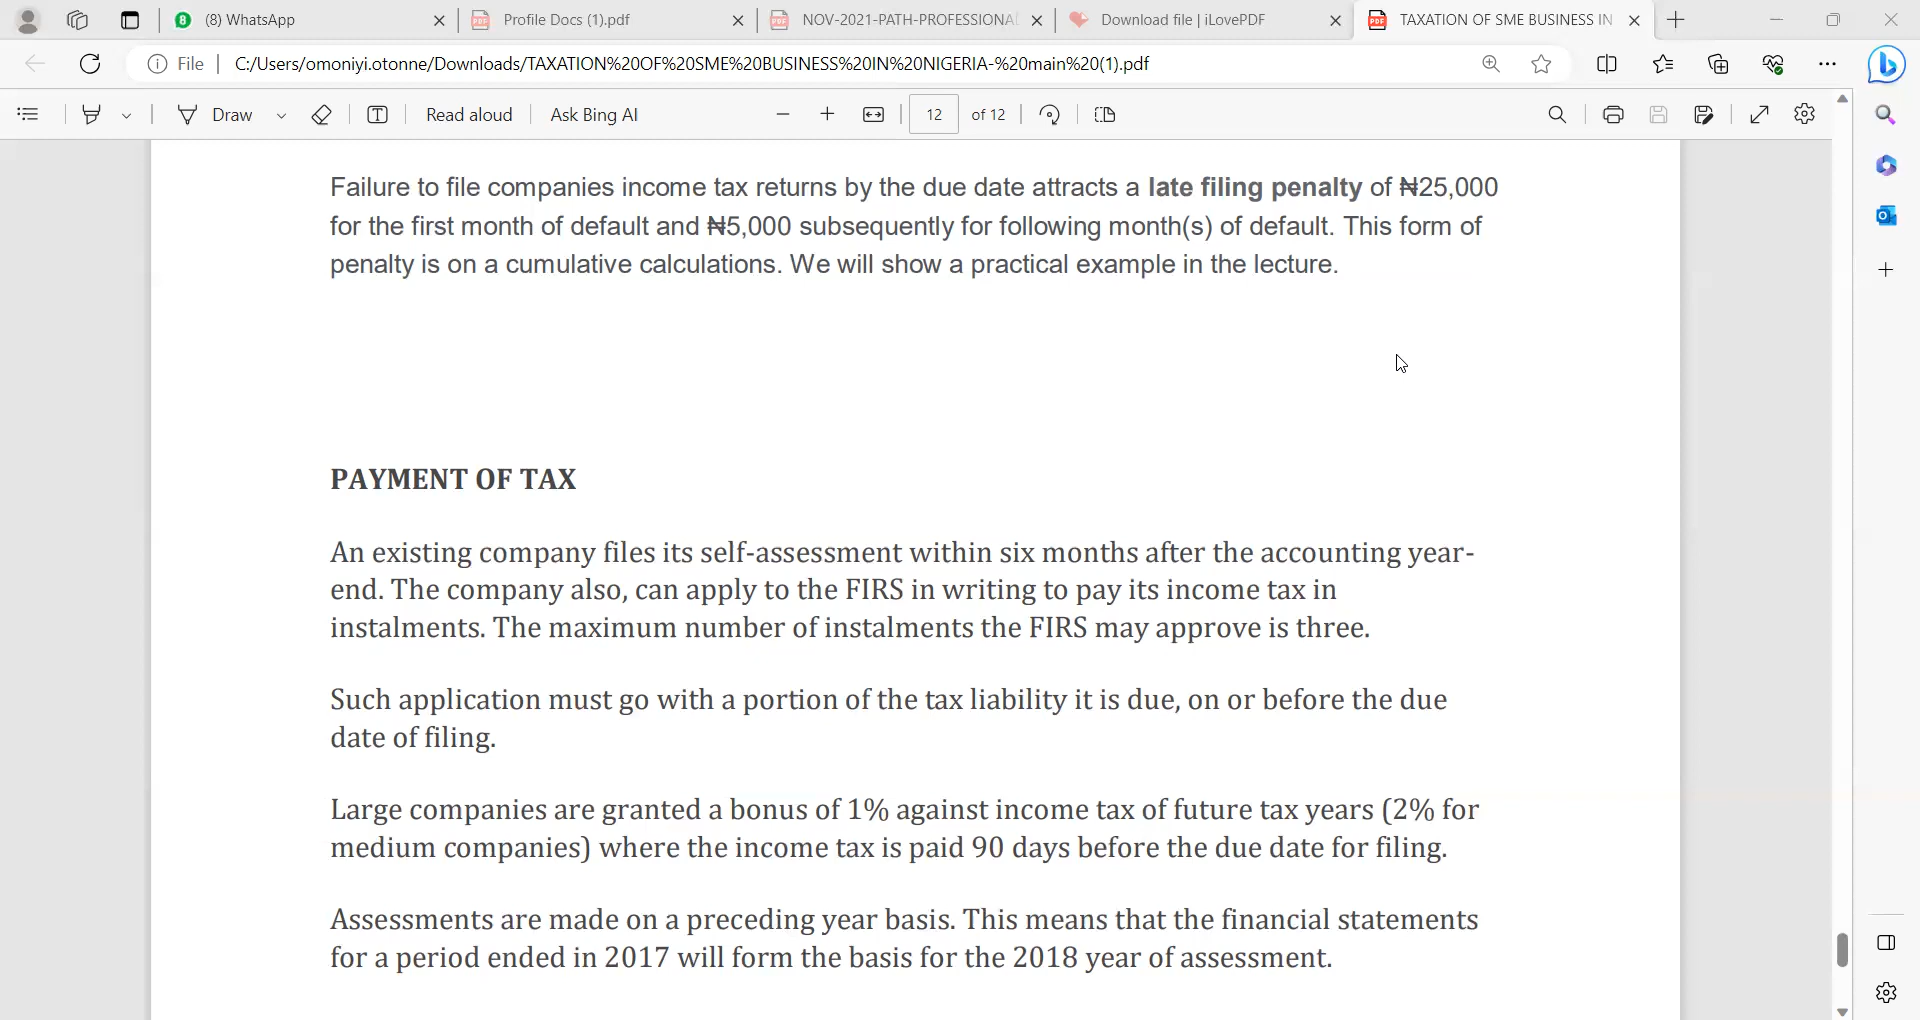 (8) WhatsApp
Profile Docs (1).pdf
NOV-2021-PATH-PROFESSIONA
Download file | iLovePDF
TAXATION OF SME BUSINESS IN
File
C:/Users/omoniyi.otonne/Downloads/TAXATION%20OF%20SME%20BUSINESS%20IN%20NIGERIA-%20main%20(1).pdf
Draw
Read aloud
Ask Bing AI
12 of 12
Failure to file companies income tax returns by the due date attracts a late filing penalty of ₦25,000
for the first month of default and ₦5,000 subsequently for following month(s) of default. This form of
penalty is on a cumulative calculations. We will show a practical example in the lecture.
PAYMENT OF TAX
An existing company files its self-assessment within six months after the accounting year-
end. The company also, can apply to the FIRS in writing to pay its income tax in
instalments. The maximum number of instalments the FIRS may approve is three.
Such application must go with a portion of the tax liability it is due, on or before the due
date of filing.
Large companies are granted a bonus of 1% against income tax of future tax years (2% for
medium companies) where the income tax is paid 90 days before the due date for filing.
Assessments are made on a preceding year basis. This means that the financial statements
for a period ended in 2017 will form the basis for the 2018 year of assessment.